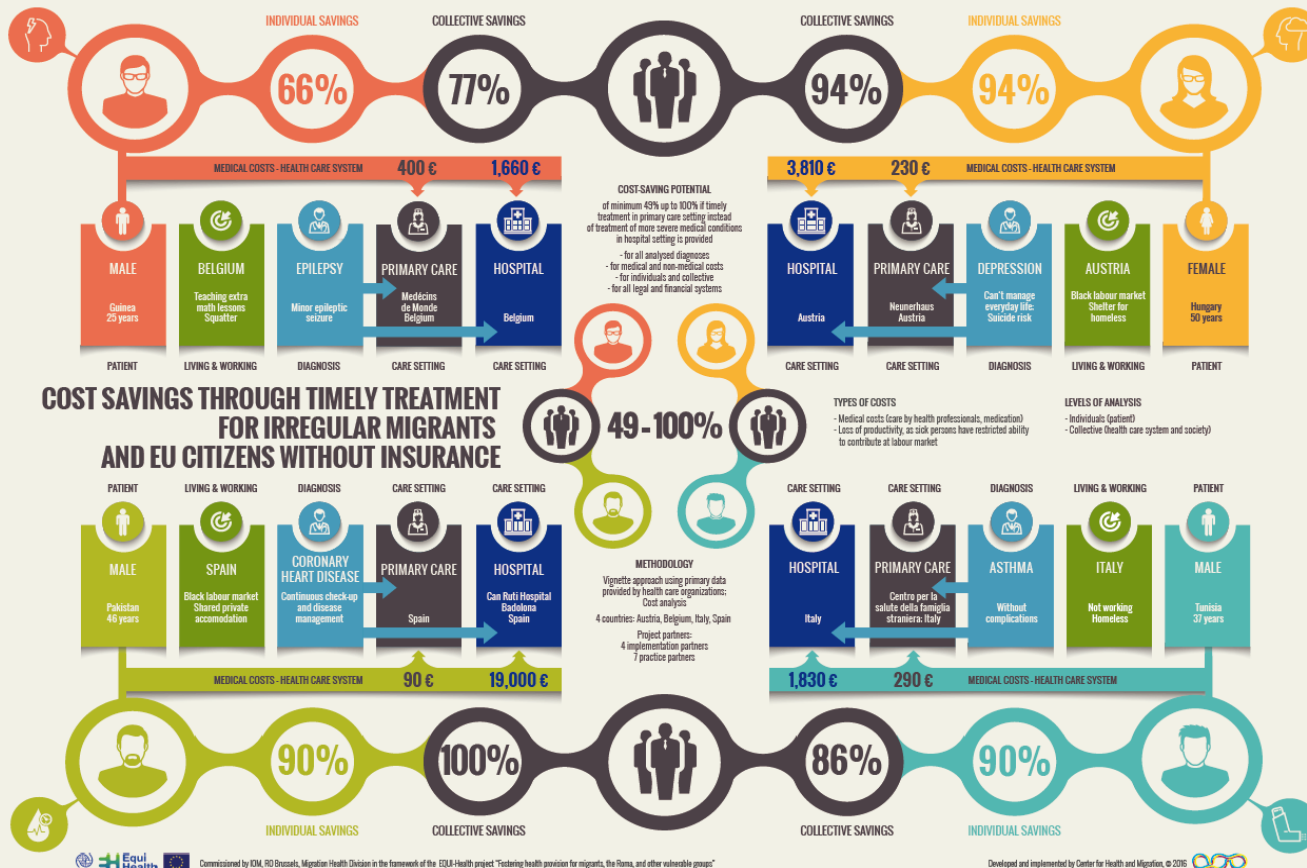 INDIVIDUAL SAVINGS
COLLECTIVE SAVINGS
COLLECTIVE SAVINGS
INDIVIDUAL SAVINGS
66%
77%
94%
94%
MEDICAL COSTS - HEALTH CARE SYSTEM
400 €
1,660 €
3,810 €
230 €
MEDICAL COSTS - HEALTH CARE SYSTEM
MALE
Guinea
25 years
PATIENT
BELGIUM
Teaching extra
math lessons
Squatter
LIVING & WORKING
EPILEPSY
Minor epileptic
seizure
DIAGNOSIS
PRIMARY CARE
Medécins
de Monde
Belgium
CARE SETTING
HOSPITAL
Belgium
CARE SETTING
COST-SAVING POTENTIAL
of minimum 49% up to 100% if timely
treatment in primary care setting instead
of treatment of more severe medical conditions
in hospital setting is provided
- for all analysed diagnoses
- for medical and non-medical costs
- for individuals and collective
- for all legal and financial systems
HOSPITAL
Austria
CARE SETTING
PRIMARY CARE
Neunerhaus
Austria
CARE SETTING
DEPRESSION
Can't manage
everyday life:
Suicide risk
DIAGNOSIS
AUSTRIA
Black labour market
Shelter for
homeless
LIVING & WORKING
FEMALE
Hungary
50 years
PATIENT
COST SAVINGS THROUGH TIMELY TREATMENT
FOR IRREGULAR MIGRANTS
AND EU CITIZENS WITHOUT INSURANCE
49-100%
TYPES OF COSTS
- Medical costs (care by health professionals, medication)
- Loss of productivity, as sick persons have restricted ability
to contribute at labour market
LEVELS OF ANALYSIS
- Individuals (patient)
- Collective (health care system and society)
PATIENT
MALE
Pakistan
46 years
LIVING & WORKING
SPAIN
Black labour market
Shared private
accomodation
DIAGNOSIS
CORONARY
HEART DISEASE
Continuous check-up
and disease
management
CARE SETTING
PRIMARY CARE
Spain
CARE SETTING
HOSPITAL
Can Ruti Hospital
Badolona
Spain
METHODOLOGY
Vignette approach using primary data
provided by health care organizations;
Cost analysis
4 countries: Austria, Belgium, Italy, Spain
Project partners:
4 implementation partners
7 practice partners
CARE SETTING
HOSPITAL
Italy
CARE SETTING
PRIMARY CARE
Centro per la
salute della famiglia
straniera: Italy
DIAGNOSIS
ASTHMA
Without
complications
LIVING & WORKING
ITALY
Not working
Homeless
PATIENT
MALE
Tunisia
37 years
MEDICAL COSTS - HEALTH CARE SYSTEM
90 €
19,000 €
1,830 €
290 €
MEDICAL COSTS - HEALTH CARE SYSTEM
90%
100%
86%
90%
INDIVIDUAL SAVINGS
COLLECTIVE SAVINGS
COLLECTIVE SAVINGS
INDIVIDUAL SAVINGS
Equi
Health
Commissioned by IOM, RO Brussels, Migration Health Division in the framework of the EQUI-Health project "Fostering health provision for migrants, the Roma, and other vulnerable groups"
Developed and implemented by Center for Health and Migration, © 2016